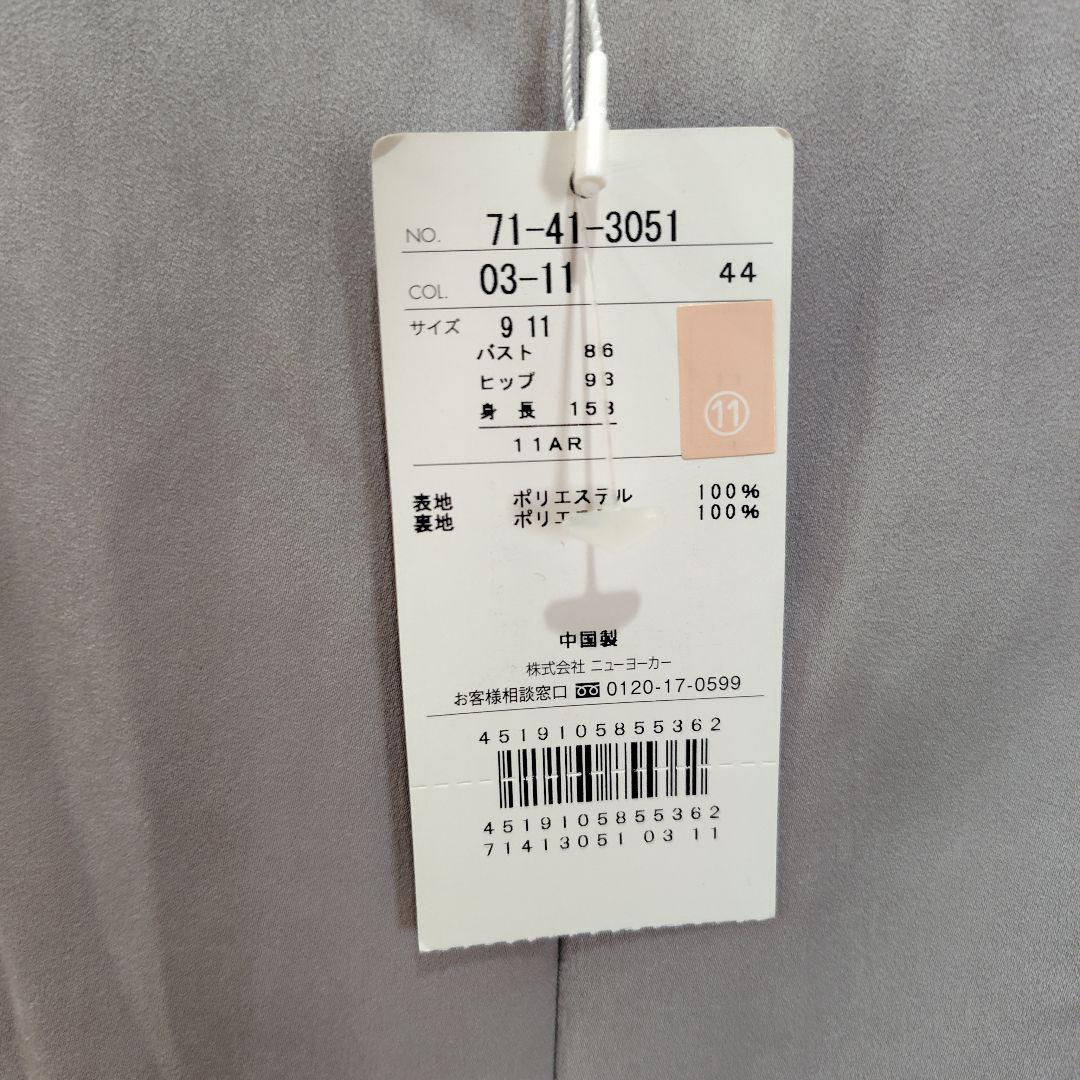 NO. 71-41-3051
COL. 03-11 44
サイズ 9 11
バスト 86
ヒップ 93
身 長 153
11AR
⑪
表地 ポリエステル 100%
裏地 100%
中国製
株式会社 ニューヨーカー
お客様相談窓口 0120-17-0599
4519105855362
4519105855362
71413051 03 11